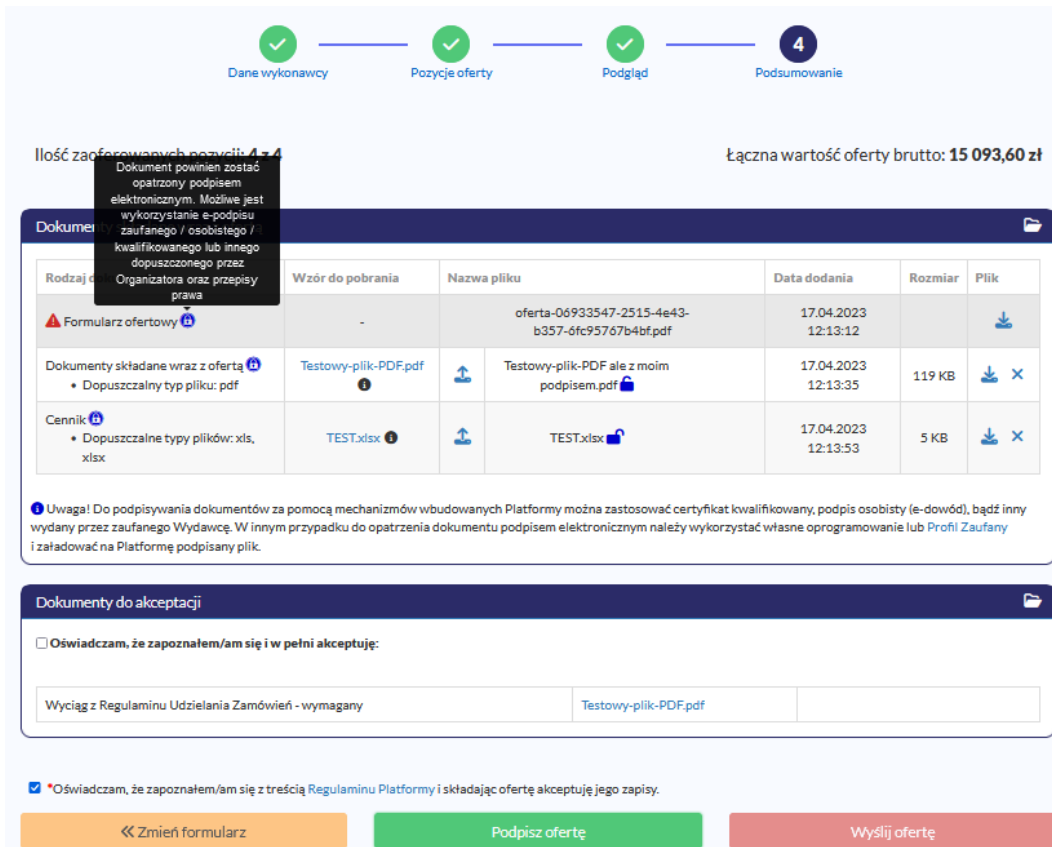 4
Dane wykonawcy Pozycje oferty Podgląd Podsumowanie
Ilość zaoferowanych pozycji: 4 z 4 Łączna wartość oferty brutto: 15 093,60 zł
Dokument powinien zostać
opatrzony podpisem
elektronicznym. Możliwe jest
wykorzystanie e-podpisu
zaufanego / osobistego /
kwalifikowanego lub innego
dopuszczonego przez
Organizatora oraz przepisy
prawa
Rodzaj Wzór do pobrania Nazwa pliku Data dodania Rozmiar Plik
Formularz ofertowy - oferta-06933547-2515-4e43-
b357-6fc95767b4bf.pdf 17.04.2023
12:13:12
Dokumenty składane wraz z ofertą
• Dopuszczalny typ pliku: pdf
Testowy-plik-PDF.pdf
Testowy-plik-PDF ale z moim
podpisem.pdf
17.04.2023
12:13:35
119 KB
Cennik
• Dopuszczalne typy plików: xls,
xlsx
TEST.xlsx
TEST.xlsx
17.04.2023
12:13:53
5 KB
Uwaga! Do podpisywania dokumentów za pomocą mechanizmów wbudowanych Platformy można zastosować certyfikat kwalifikowany, podpis osobisty (e-dowód), bądź inny
wydany przez zaufanego Wydawcę. W innym przypadku do opatrzenia dokumentu podpisem elektronicznym należy wykorzystać własne oprogramowanie lub Profil Zaufany
i załadować na Platformę podpisany plik.
Dokumenty do akceptacji
Oświadczam, że zapoznałem/am się i w pełni akceptuję:
Wyciąg z Regulaminu Udzielania Zamówień - wymagany Testowy-plik-PDF.pdf
*Oświadczam, że zapoznałem/am się z treścią Regulaminu Platformy i składając ofertę akceptuję jego zapisy.
Zmień formularz Podpisz ofertę Wyślij ofertę